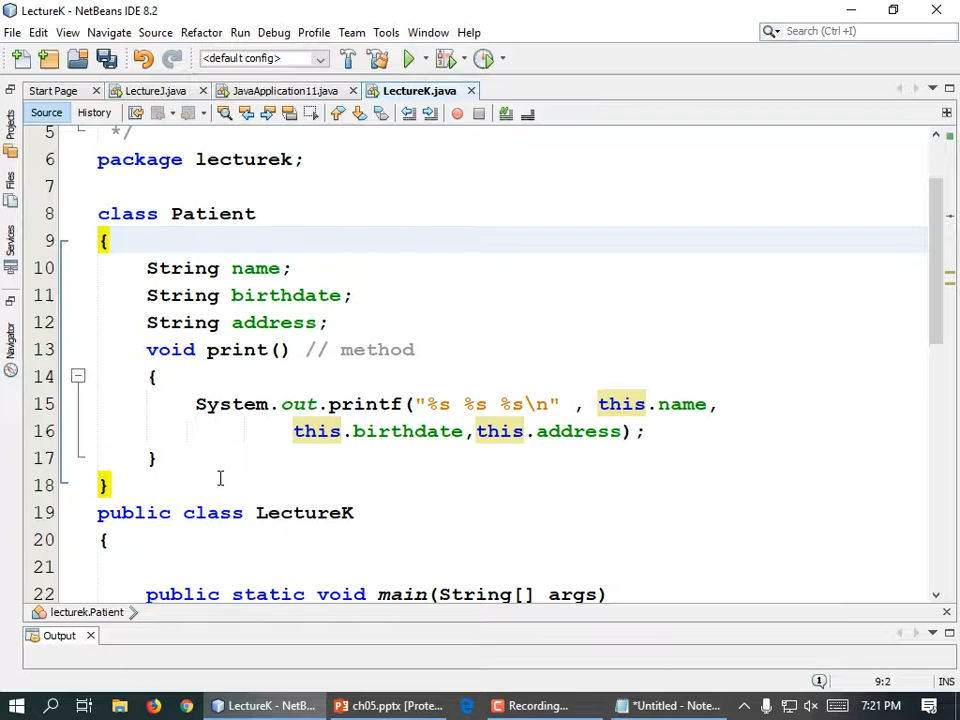 LectureK - NetBeans IDE 8.2
File Edit View Navigate Source Refactor Run Debug Profile Team Tools Window Help
Search (Ctrl+I)
<default config>
Start Page LectureJ.java JavaApplication11.java LectureK.java
Source History
Projects
Files
Services
Navigator
5 */
6 package lecturek;
7
8 class Patient
9 {
10 String name;
11 String birthdate;
12 String address;
13 void print() // method
14 {
15 System.out.printf("%s %s %s\n" , this.name,
16 this.birthdate,this.address);
17 }
18 }
19 public class LectureK
20 {
21
22 public static void main(String[] args)
lecturek.Patient
Output
1 9:2 INS
LectureK - NetB... ch05.pptx [Prote... Recording... *Untitled - Note... 7:21 PM